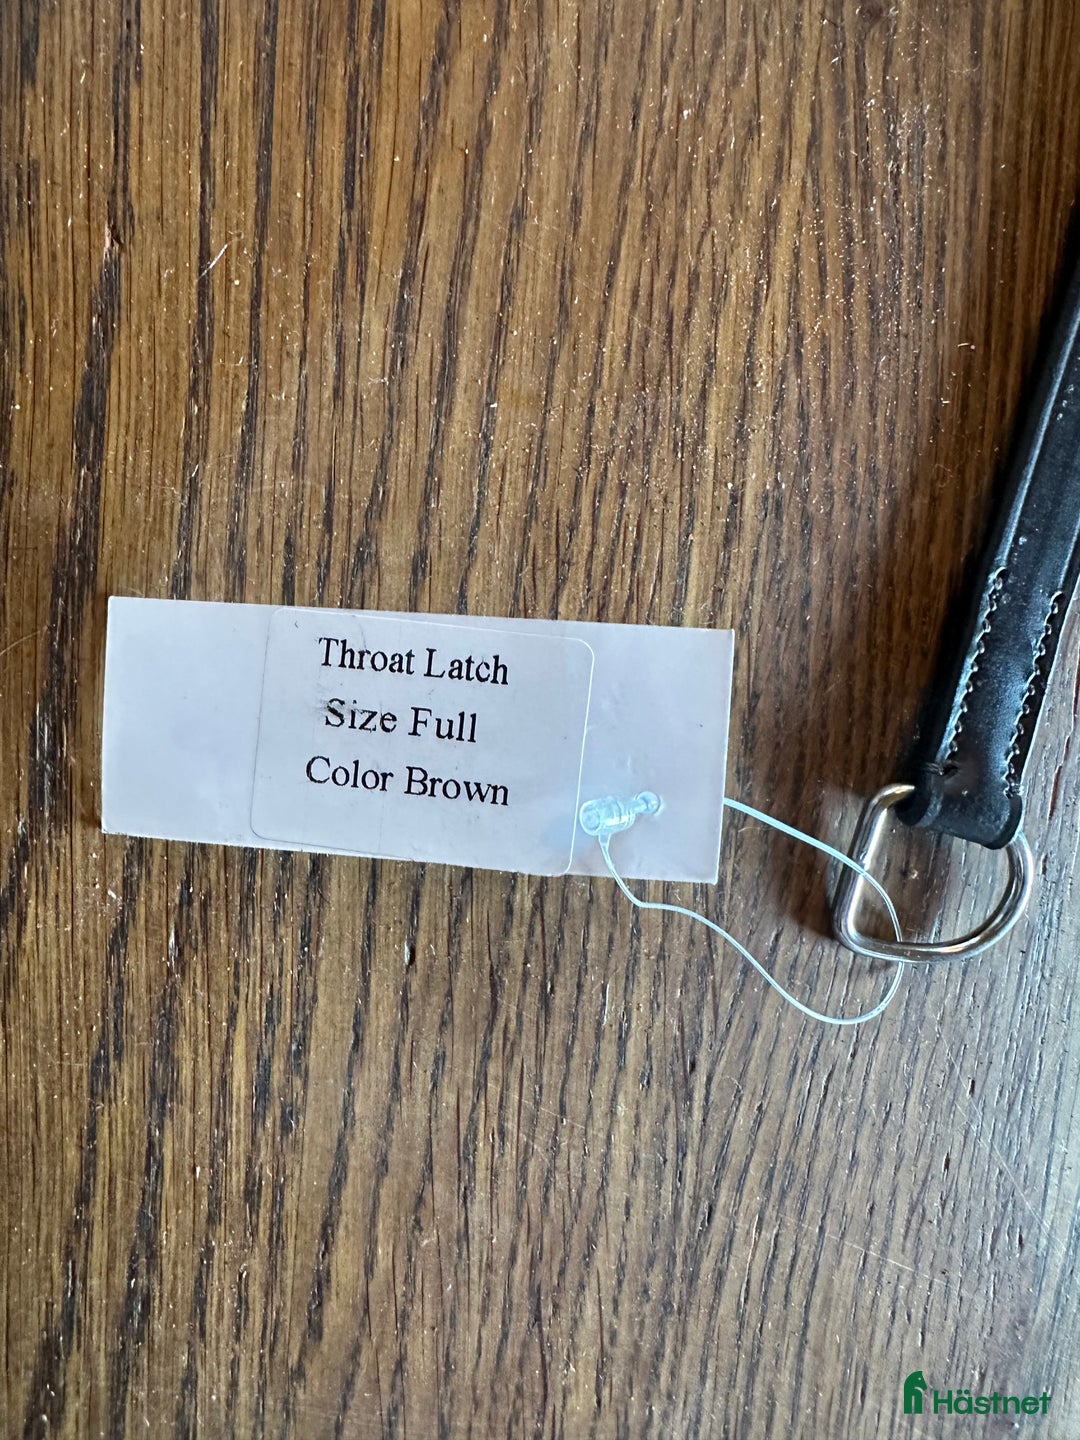 Throat Latch
Size Full
Color Brown
Hästnet